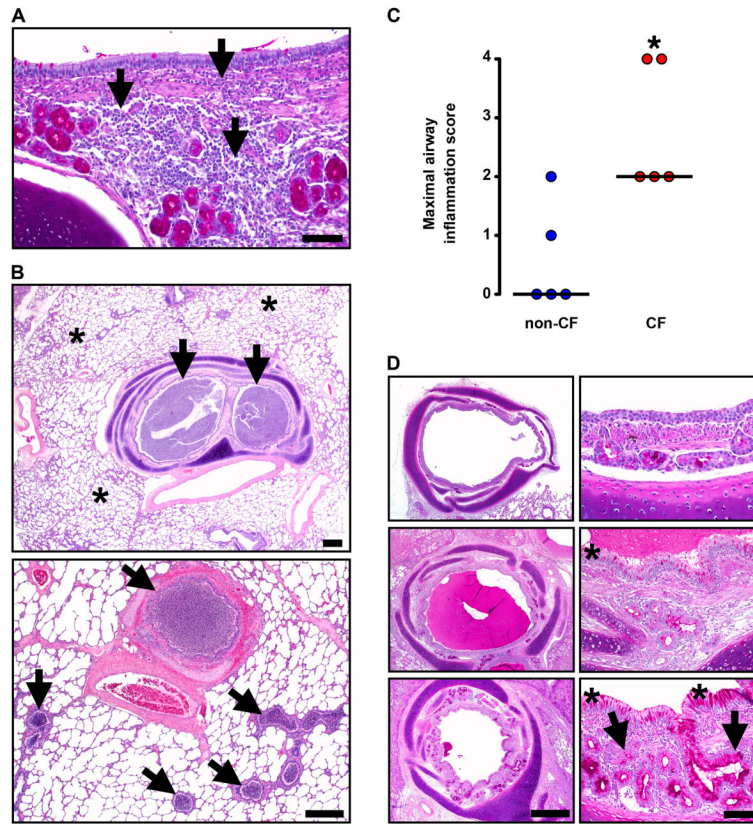 A
B
*
*
*
C
Maximal airway
inflammation score
4
3
2
1
0
*
non-CF
CF
D
*
*
*